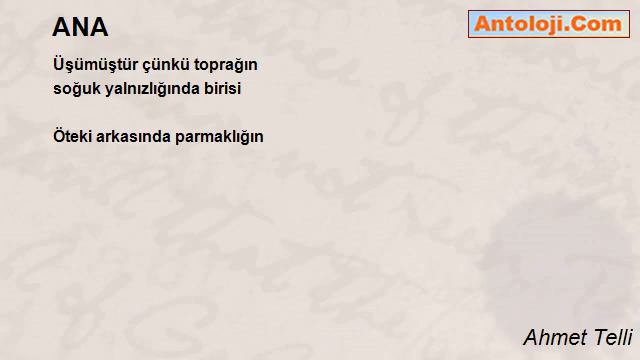 ANA
Antoloji.Com
Üşümüştür çünkü toprağın
soğuk yalnızlığında birisi
Öteki arkasında parmaklığın
Ahmet Telli